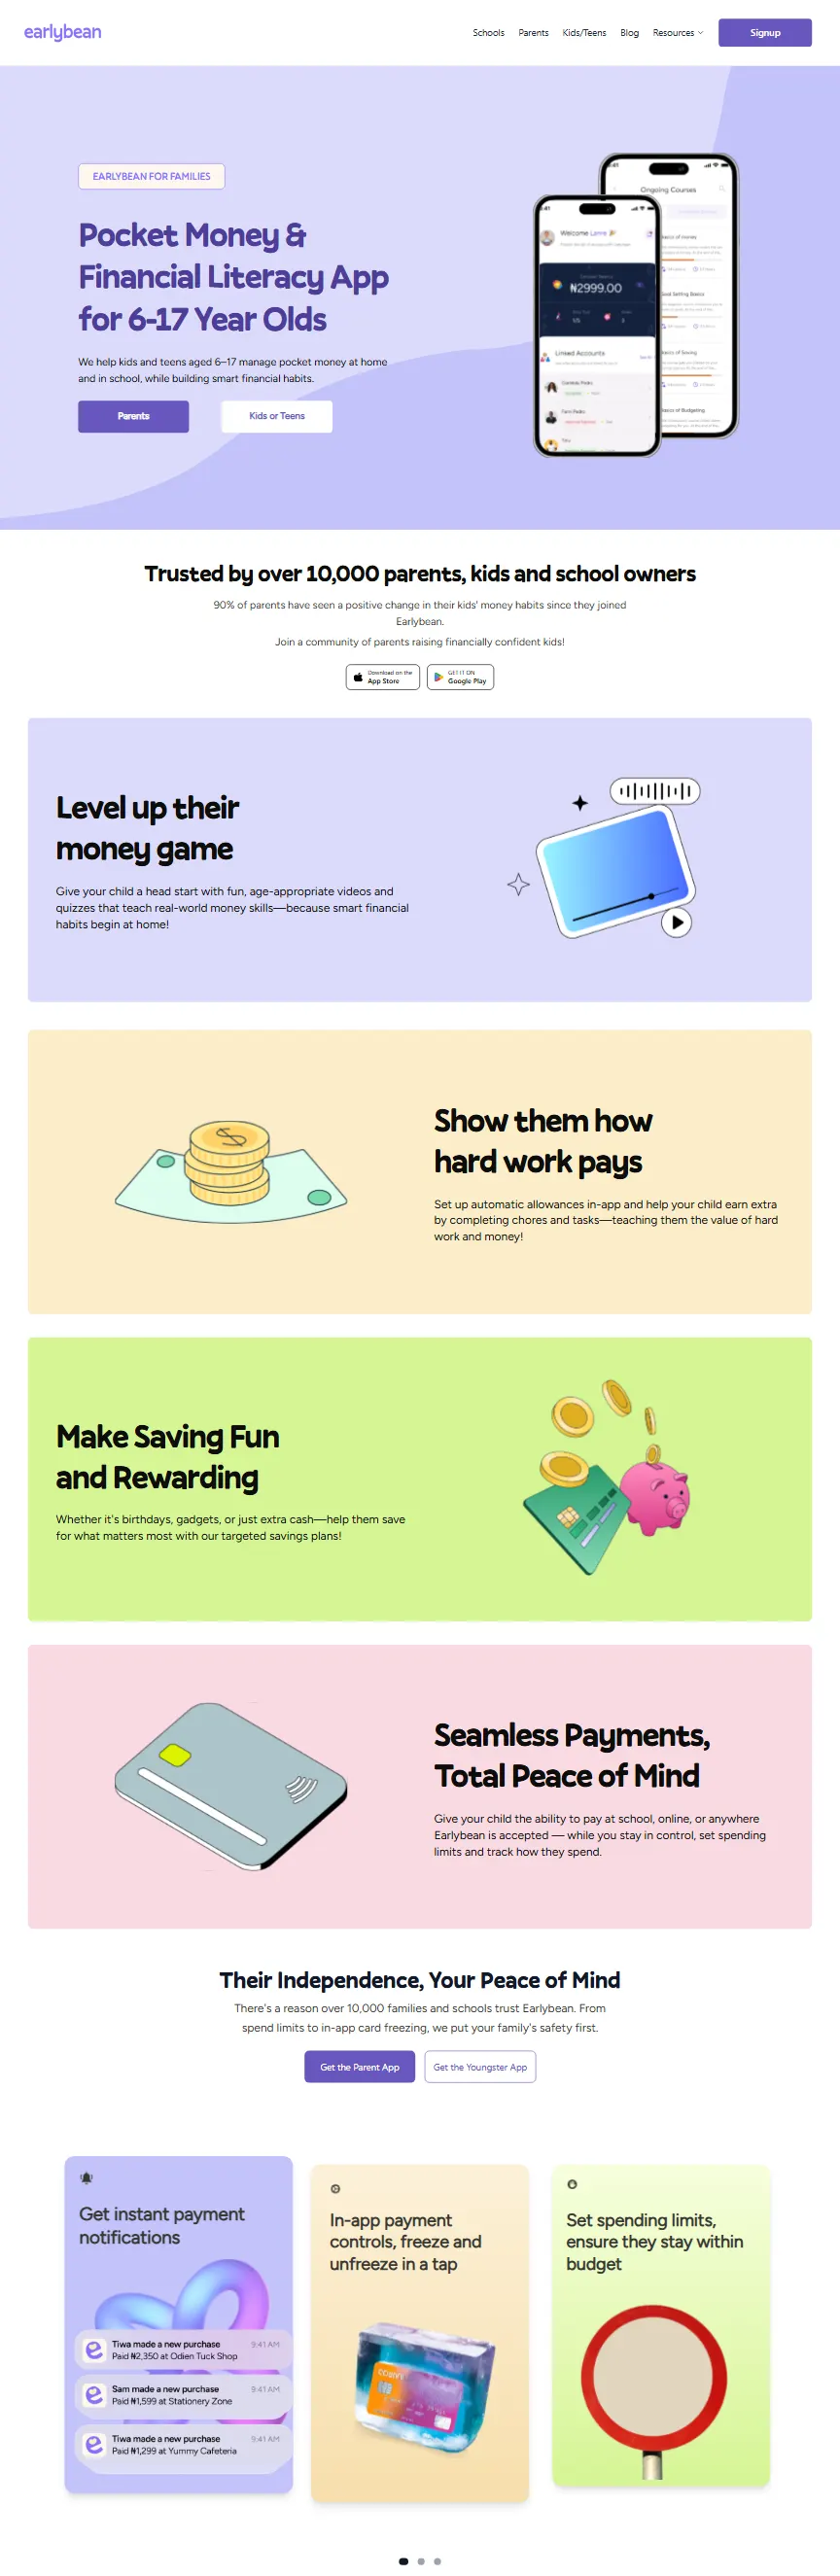 earlybean
Schools
Parents
Kids/Teens
Blog
Resources
Signup
EARLYBEAN FOR FAMILIES
Pocket Money &
Financial Literacy App
for 6-17 Year Olds
We help kids and teens aged 6–17 manage pocket money at home
and in school, while building smart financial habits.
Parents
Kids or Teens
Ongoing Courses
9:41
Welcome Lanre
₦2999.00
Linked Accounts
Basics of Budgeting
Trusted by over 10,000 parents, kids and school owners
90% of parents have seen a positive change in their kids' money habits since they joined
Earlybean.
Join a community of parents raising financially confident kids!
Download on the
App Store
GET IT ON
Google Play
Level up their
money game
Give your child a head start with fun, age-appropriate videos and
quizzes that teach real-world money skills—because smart financial
habits begin at home!
Show them how
hard work pays
Set up automatic allowances in-app and help your child earn extra
by completing chores and tasks—teaching them the value of hard
work and money!
Make Saving Fun
and Rewarding
Whether it's birthdays, gadgets, or just extra cash—help them save
for what matters most with our targeted savings plans!
Seamless Payments,
Total Peace of Mind
Give your child the ability to pay at school, online, or anywhere
Earlybean is accepted — while you stay in control, set spending
limits and track how they spend.
Their Independence, Your Peace of Mind
There's a reason over 10,000 families and schools trust Earlybean. From
spend limits to in-app card freezing, we put your family's safety first.
Get the Parent App
Get the Youngster App
Get instant payment
notifications
Tiwa made a new purchase
9:41 AM
Paid ₦2,350 at Odien Tuck Shop
Sam made a new purchase
9:41 AM
Paid ₦1,599 at Stationery Zone
Tiwa made a new purchase
9:41 AM
Paid ₦1,299 at Yummy Cafeteria
In-app payment
controls, freeze and
unfreeze in a tap
Set spending limits,
ensure they stay within
budget